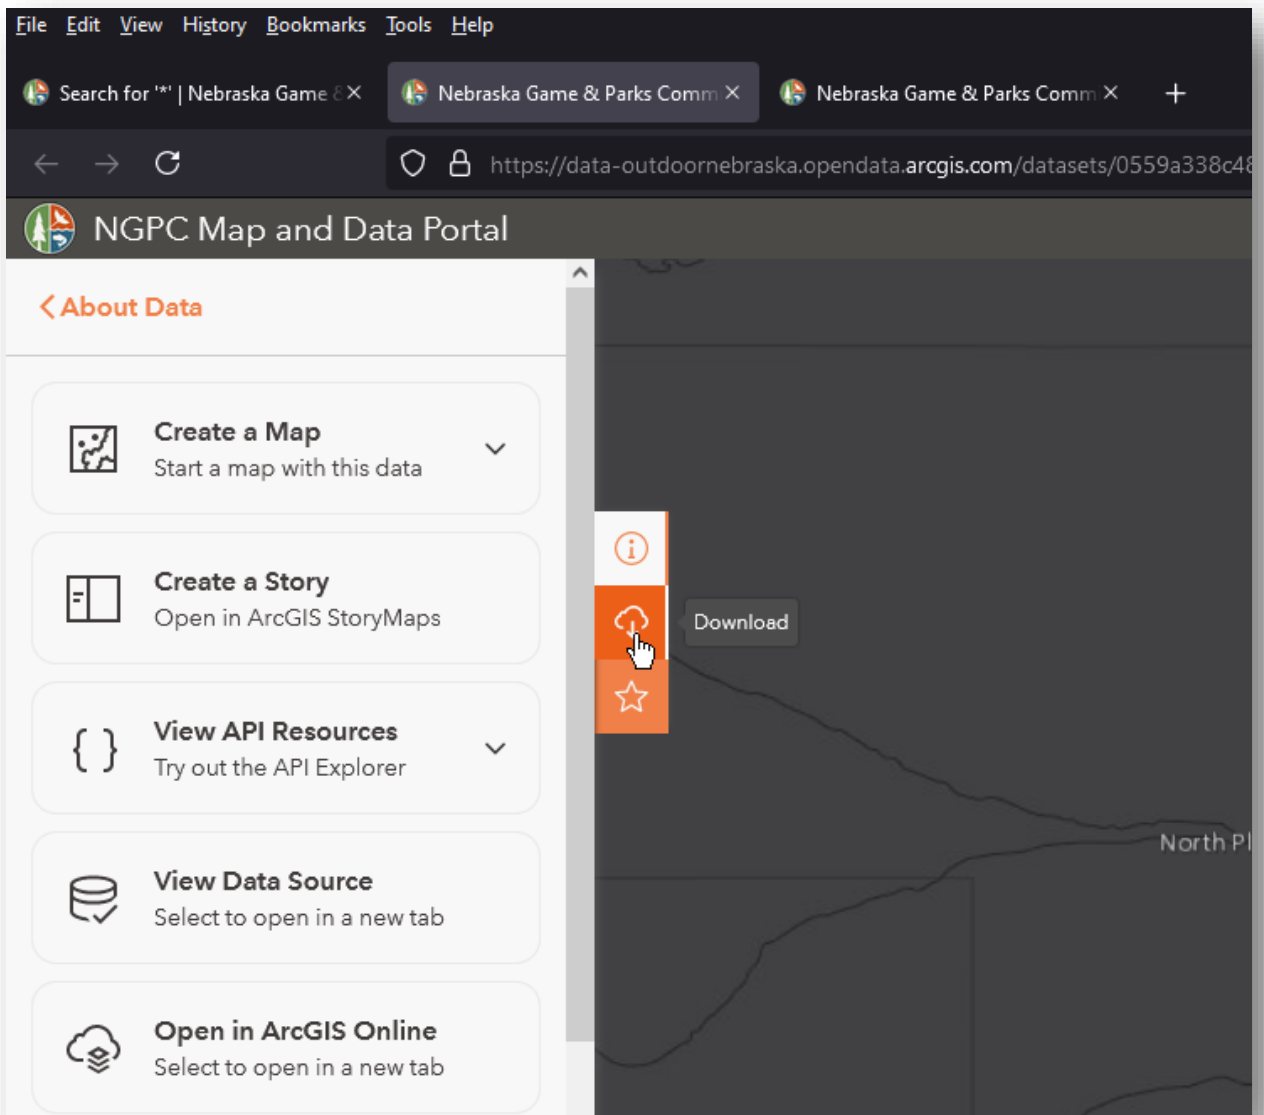 File Edit View History Bookmarks Tools Help
Search for '*' | Nebraska Game & Nebraska Game & Parks Comm Nebraska Game & Parks Comm
https://data-outdoornebraska.opendata.arcgis.com/datasets/0559a338c48
NGPC Map and Data Portal
About Data
Create a Map
Start a map with this data
Create a Story
Open in ArcGIS StoryMaps
Download
View API Resources
Try out the API Explorer
North Pl
View Data Source
Select to open in a new tab
Open in ArcGIS Online
Select to open in a new tab